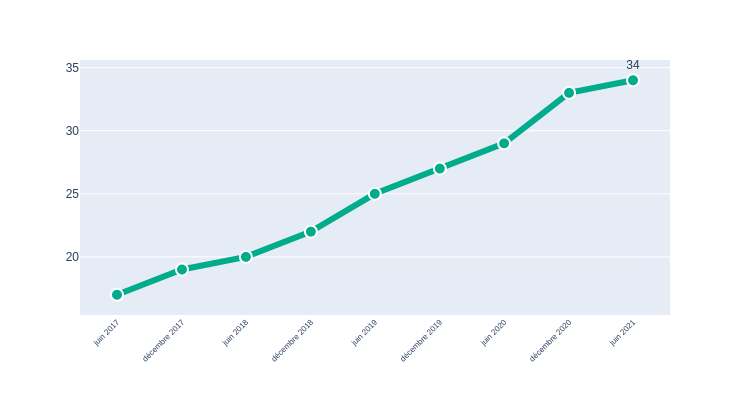 35
34
30
25
20
juin 2017
décembre 2017
juin 2018
décembre 2018
juin 2019
décembre 2019
juin 2020
décembre 2020
juin 2021